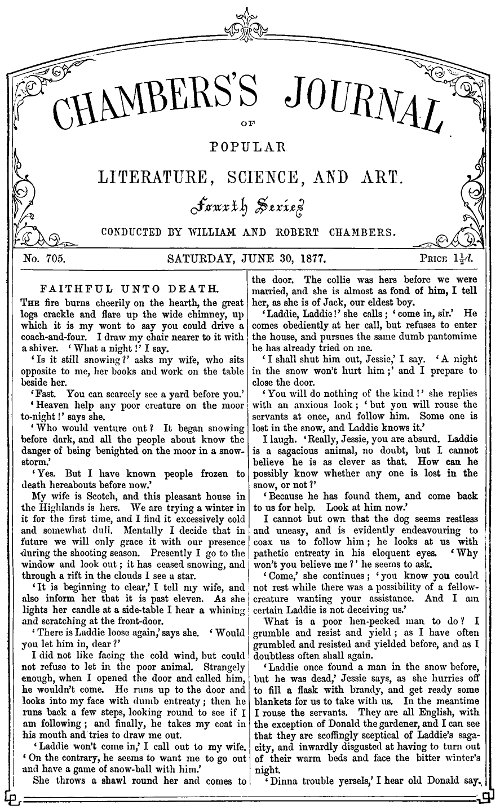 CHAMBERS'S JOURNAL
OF
POPULAR
LITERATURE, SCIENCE, AND ART.
Fourth Series
CONDUCTED BY WILLIAM AND ROBERT CHAMBERS.
No. 705. SATURDAY, JUNE 30, 1877. PRICE 1½d.
FAITHFUL UNTO DEATH.
THE fire burns cheerily on the hearth, the great
logs crackle and flare up the wide chimney, up
which it is my wont to say you could drive a
coach-and-four. I draw my chair nearer to it with
a shiver. 'What a night!' I say.
'Is it still snowing?' asks my wife, who sits
opposite to me, her books and work on the table
beside her.
'Fast. You can scarcely see a yard before you.'
'Heaven help any poor creature on the moor
to-night!' says she.
'Who would venture out? It began snowing
before dark, and all the people about know the
danger of being benighted on the moor in a snow-
storm.'
'Yes. But I have known people frozen to
death hereabouts before now.'
My wife is Scotch, and this pleasant house in
the Highlands is hers. We are trying a winter in
it for the first time, and I find it excessively cold
and somewhat dull. Mentally I decide that in
future we will only grace it with our presence
during the shooting season. Presently I go to the
window and look out; it has ceased snowing, and
through a rift in the clouds I see a star.
'It is beginning to clear,' I tell my wife, and
also inform her that it is past eleven. As she
lights her candle at a side-table I hear a whining
and scratching at the front-door.
'There is Laddie loose again,' says she. 'Would
you let him in, dear?'
I did not like facing the cold wind, but could
not refuse to let in the poor animal. Strangely
enough, when I opened the door and called him,
he wouldn't come. He runs up to the door and
looks into my face with dumb entreaty; then he
runs back a few steps, looking round to see if I
am following; and finally, he takes my coat in
his mouth and tries to draw me out.
'Laddie won't come in,' I call out to my wife.
'On the contrary, he seems to want me to go out
and have a game of snow-ball with him.'
She throws a shawl round her and comes to
the door. The collie was hers before we were
married, and she is almost as fond of him, I tell
her, as she is of Jack, our eldest boy.
'Laddie, Laddie!' she calls; 'come in, sir.' He
comes obediently at her call, but refuses to enter
the house, and pursues the same dumb pantomime
he has already tried on me.
'I shall shut him out, Jessie,' I say. 'A night
in the snow won't hurt him;' and I prepare to
close the door.
'You will do nothing of the kind!' she replies
with an anxious look; 'but you will rouse the
servants at once, and follow him. Some one is
lost in the snow, and Laddie knows it.'
I laugh. 'Really, Jessie, you are absurd. Laddie
is a sagacious animal, no doubt, but I cannot
believe he is as clever as that. How can he
possibly know whether any one is lost in the
snow, or not?'
'Because he has found them, and come back
to us for help. Look at him now.'
I cannot but own that the dog seems restless
and uneasy, and is evidently endeavouring to
coax us to follow him; he looks at us with
pathetic entreaty in his eloquent eyes. 'Why
won't you believe me?' he seems to ask.
'Come,' she continues; 'you know you could
not rest while there was a possibility of a fellow-
creature wanting your assistance. And I am
certain Laddie is not deceiving us.'
What is a poor hen-pecked man to do? I
grumble and resist and yield; as I have often
grumbled and resisted and yielded before, and as I
doubtless often shall again.
'Laddie once found a man in the snow before,
but he was dead,' Jessie says, as she hurries off
to fill a flask with brandy, and get ready some
blankets for us to take with us. In the meantime
I rouse the servants. They are all English, with
the exception of Donald the gardener, and I can see
that they are scoffingly sceptical of Laddie's saga-
city, and inwardly disgusted at having to turn out
of their warm beds and face the bitter winter's
night.
'Dinna trouble yersels,' I hear old Donald say.